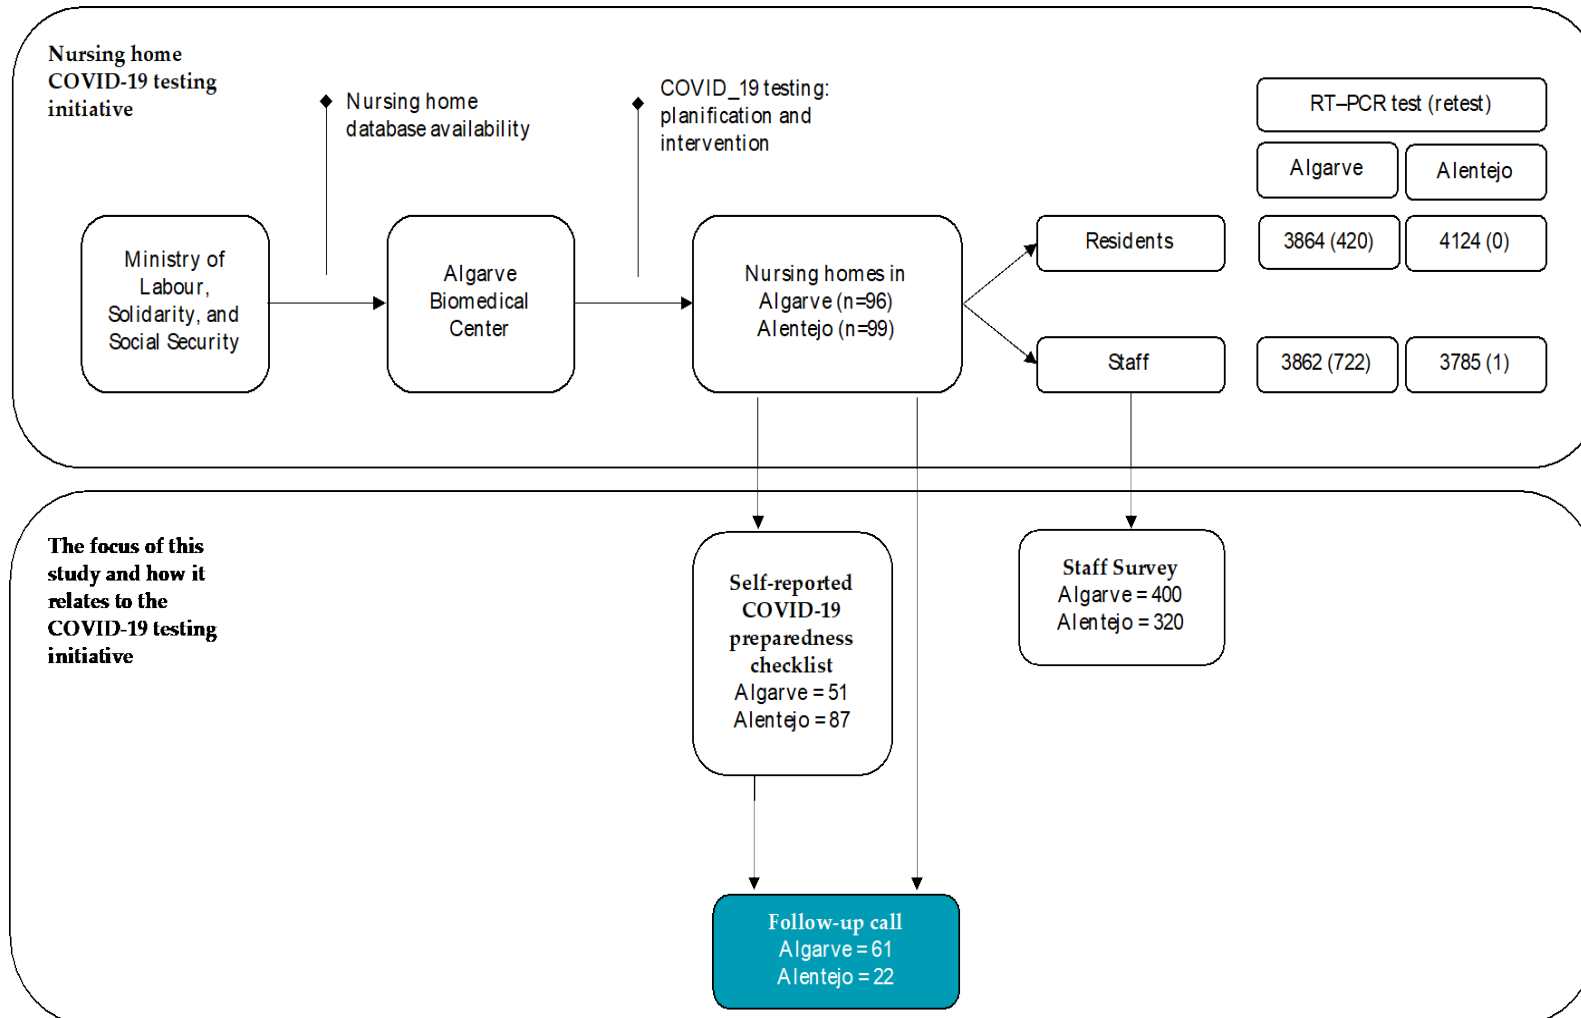 Nursing home
COVID-19 testing
initiative
Nursing home
database availability
COVID_19 testing:
planification and
intervention
RT–PCR test (retest)
Algarve
Alentejo
Ministry of
Labour,
Solidarity, and
Social Security
Algarve
Biomedical
Center
Nursing homes in
Algarve (n=96)
Alentejo (n=99)
Residents
3864 (420)
4124 (0)
Staff
3862 (722)
3785 (1)
The focus of this
study and how it
relates to the
COVID-19 testing
initiative
Self-reported
COVID-19
preparedness
checklist
Algarve = 51
Alentejo = 87
Staff Survey
Algarve = 400
Alentejo = 320
Follow-up call
Algarve = 61
Alentejo = 22